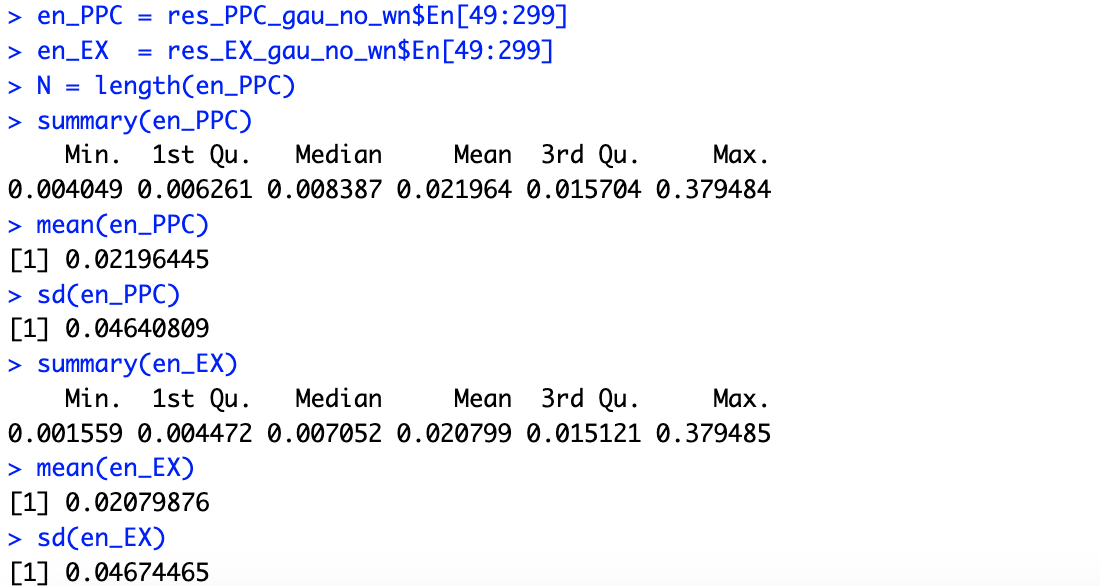 > en_PPC = res_PPC_gau_no_wn$En[49:299]
> en_EX  = res_EX_gau_no_wn$En[49:299]
> N = length(en_PPC)
> summary(en_PPC)
    Min.  1st Qu.   Median     Mean  3rd Qu.     Max.
0.004049 0.006261 0.008387 0.021964 0.015704 0.379484
> mean(en_PPC)
[1] 0.02196445
> sd(en_PPC)
[1] 0.04640809
> summary(en_EX)
    Min.  1st Qu.   Median     Mean  3rd Qu.     Max.
0.001559 0.004472 0.007052 0.020799 0.015121 0.379485
> mean(en_EX)
[1] 0.02079876
> sd(en_EX)
[1] 0.04674465